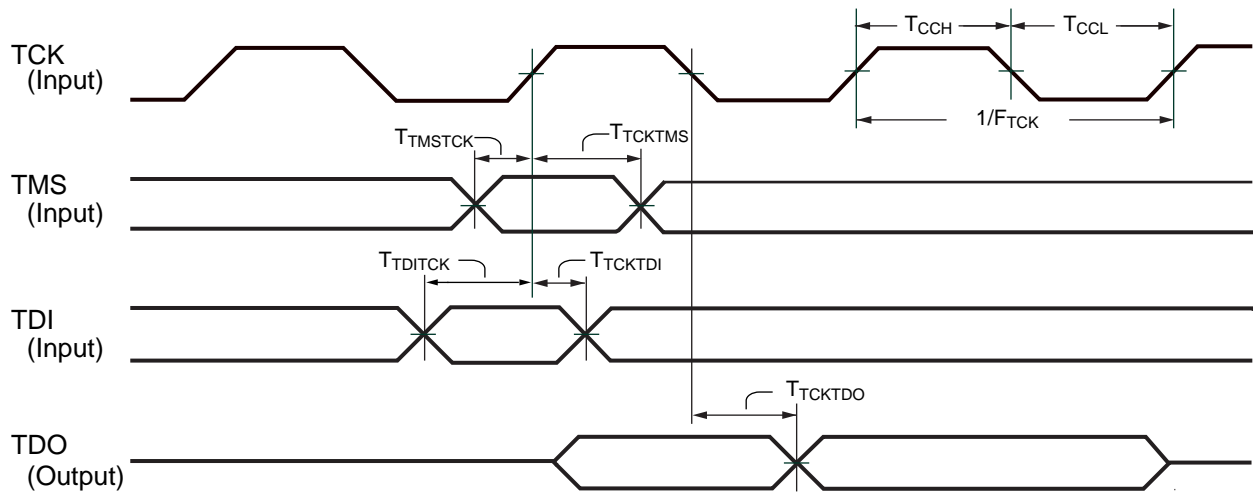 TCK
(Input)
T_CCH
T_CCL
1/F_TCK
T_TMSTCK
T_TCKTMS
TMS
(Input)
T_TDITCK
T_TCKTDI
TDI
(Input)
T_TCKTDO
TDO
(Output)